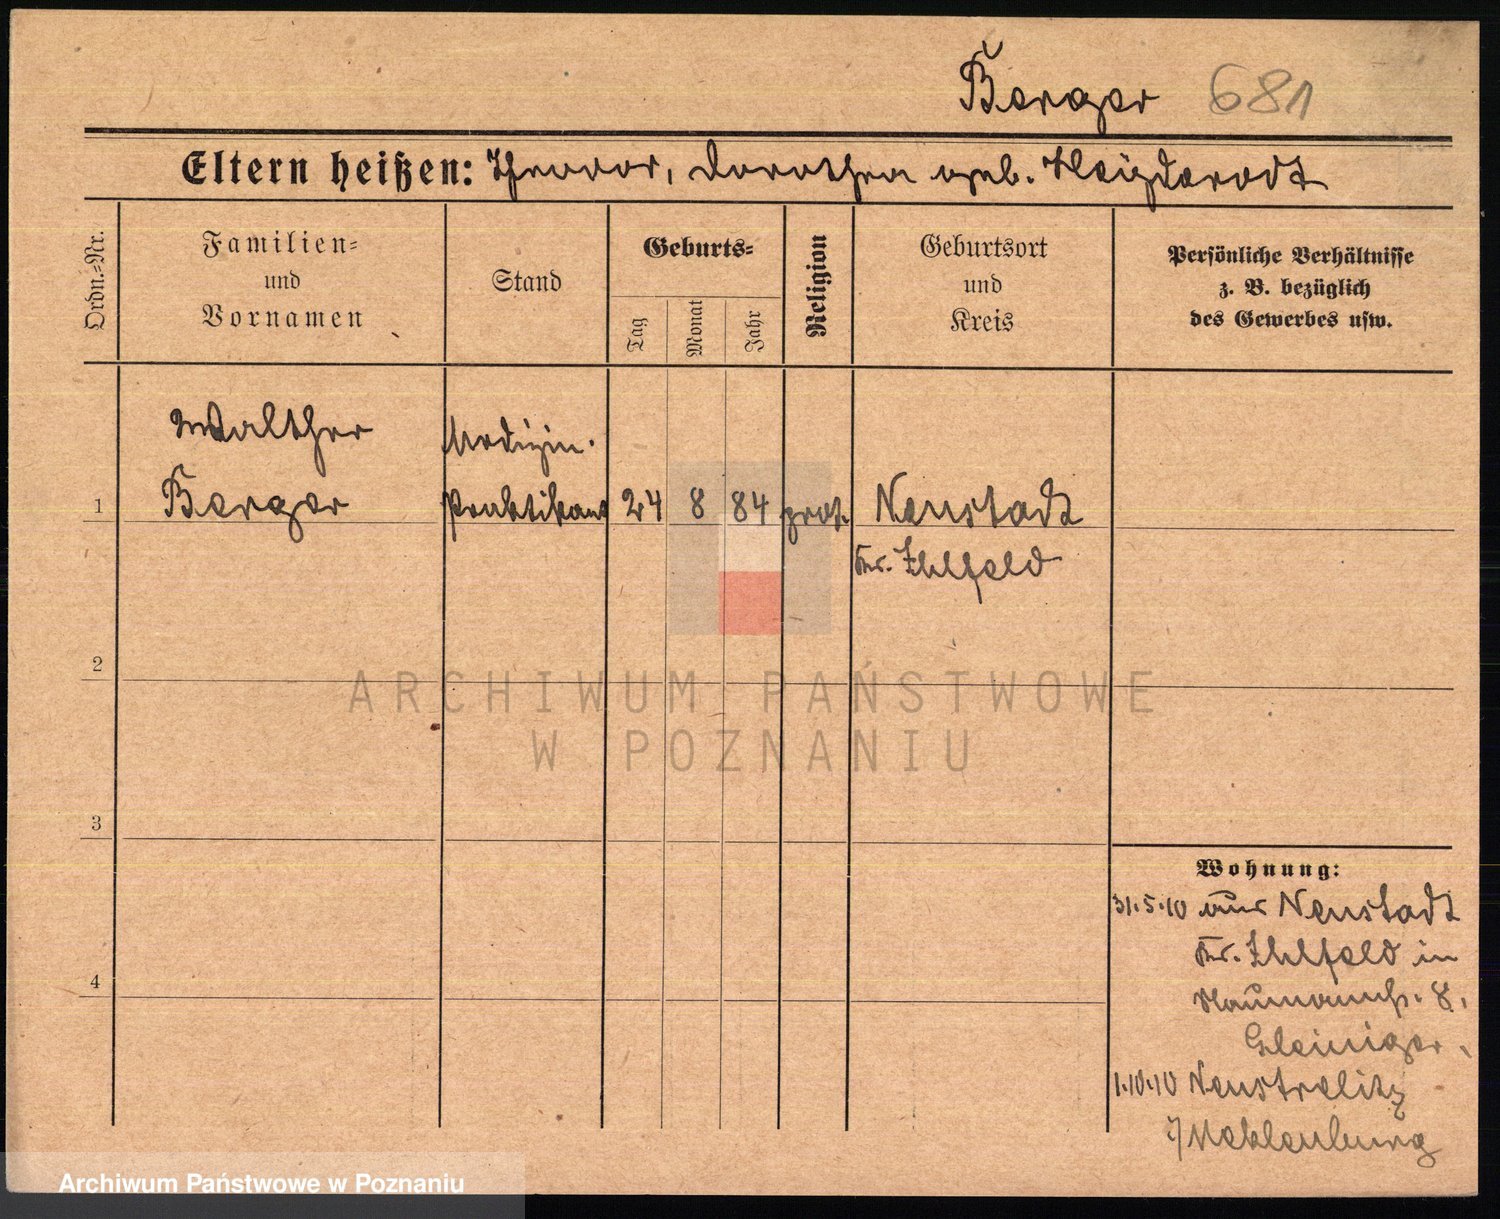 Berger 681
Eltern heißen: Theodor, Dorothea geb.
Ordn.=Nr.
Familien=
und
Vornamen
Stand
Geburts=
Tag
Monat
Jahr
Religion
Geburtsort
und
Kreis
Persönliche Verhältnisse
z. B. bezüglich
des Gewerbes usw.
Walther
Berger
Medizin.
Praktikant
1
24 8 84 prot.
Neustadt
Kr. Ihlfeld
2
3
4
Wohnung:
31.5.10 aus Neustadt
Kr. Ihlfeld in
Naumannstr. 8.
Gleiniger.
1.10.10 Neustrelitz
Meklenburg
ARCHIWUM PAŃSTWOWE
W POZNANIU
Archiwum Państwowe w Poznaniu